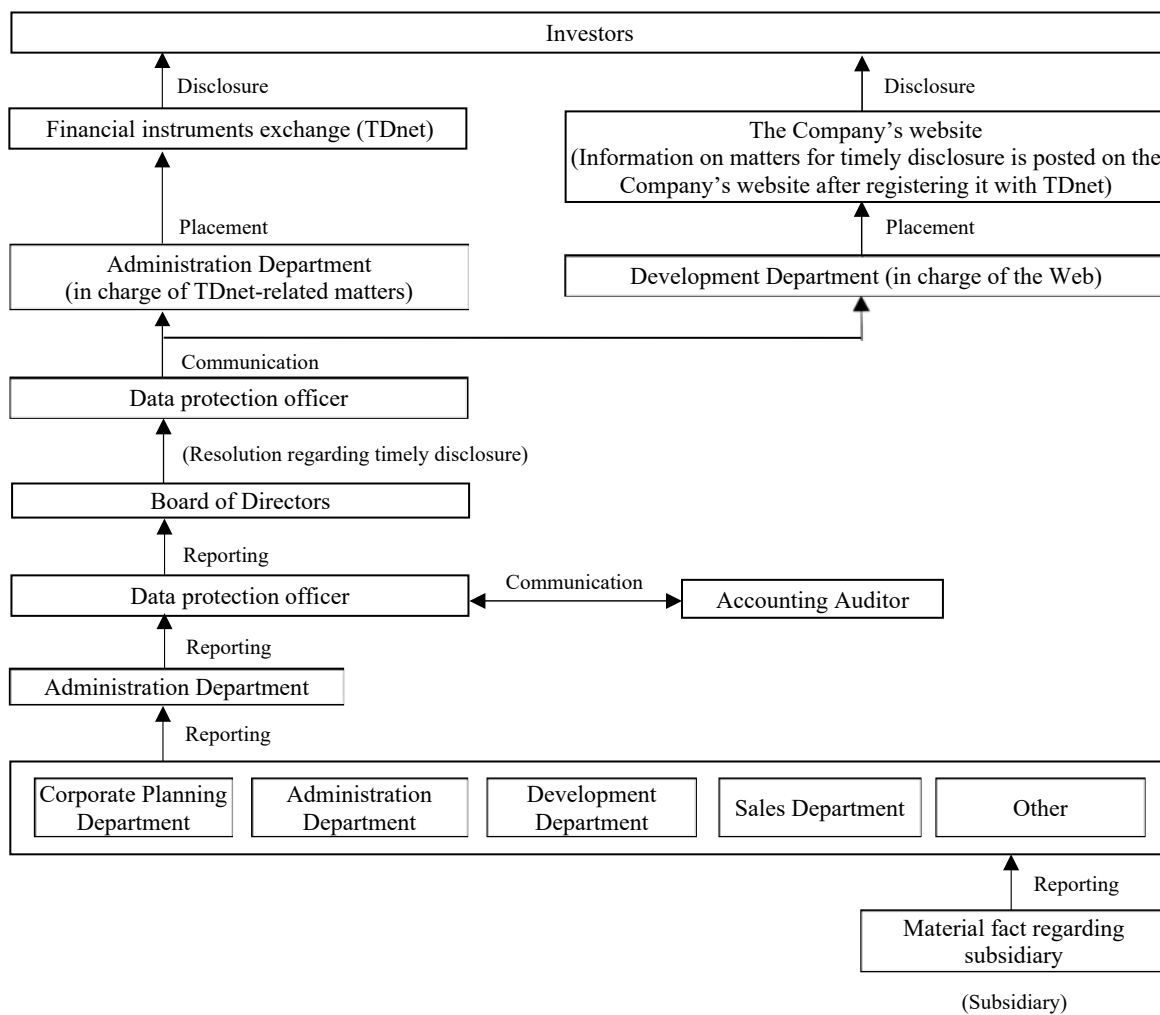 Investors
Disclosure
Disclosure
Financial instruments exchange (TDnet)
The Company’s website
(Information on matters for timely disclosure is posted on the
Company’s website after registering it with TDnet)
Placement
Placement
Administration Department
(in charge of TDnet-related matters)
Development Department (in charge of the Web)
Communication
Data protection officer
(Resolution regarding timely disclosure)
Board of Directors
Reporting
Data protection officer
Communication
Accounting Auditor
Reporting
Administration Department
Reporting
Corporate Planning
Department
Administration
Department
Development
Department
Sales Department
Other
Reporting
Material fact regarding
subsidiary
(Subsidiary)